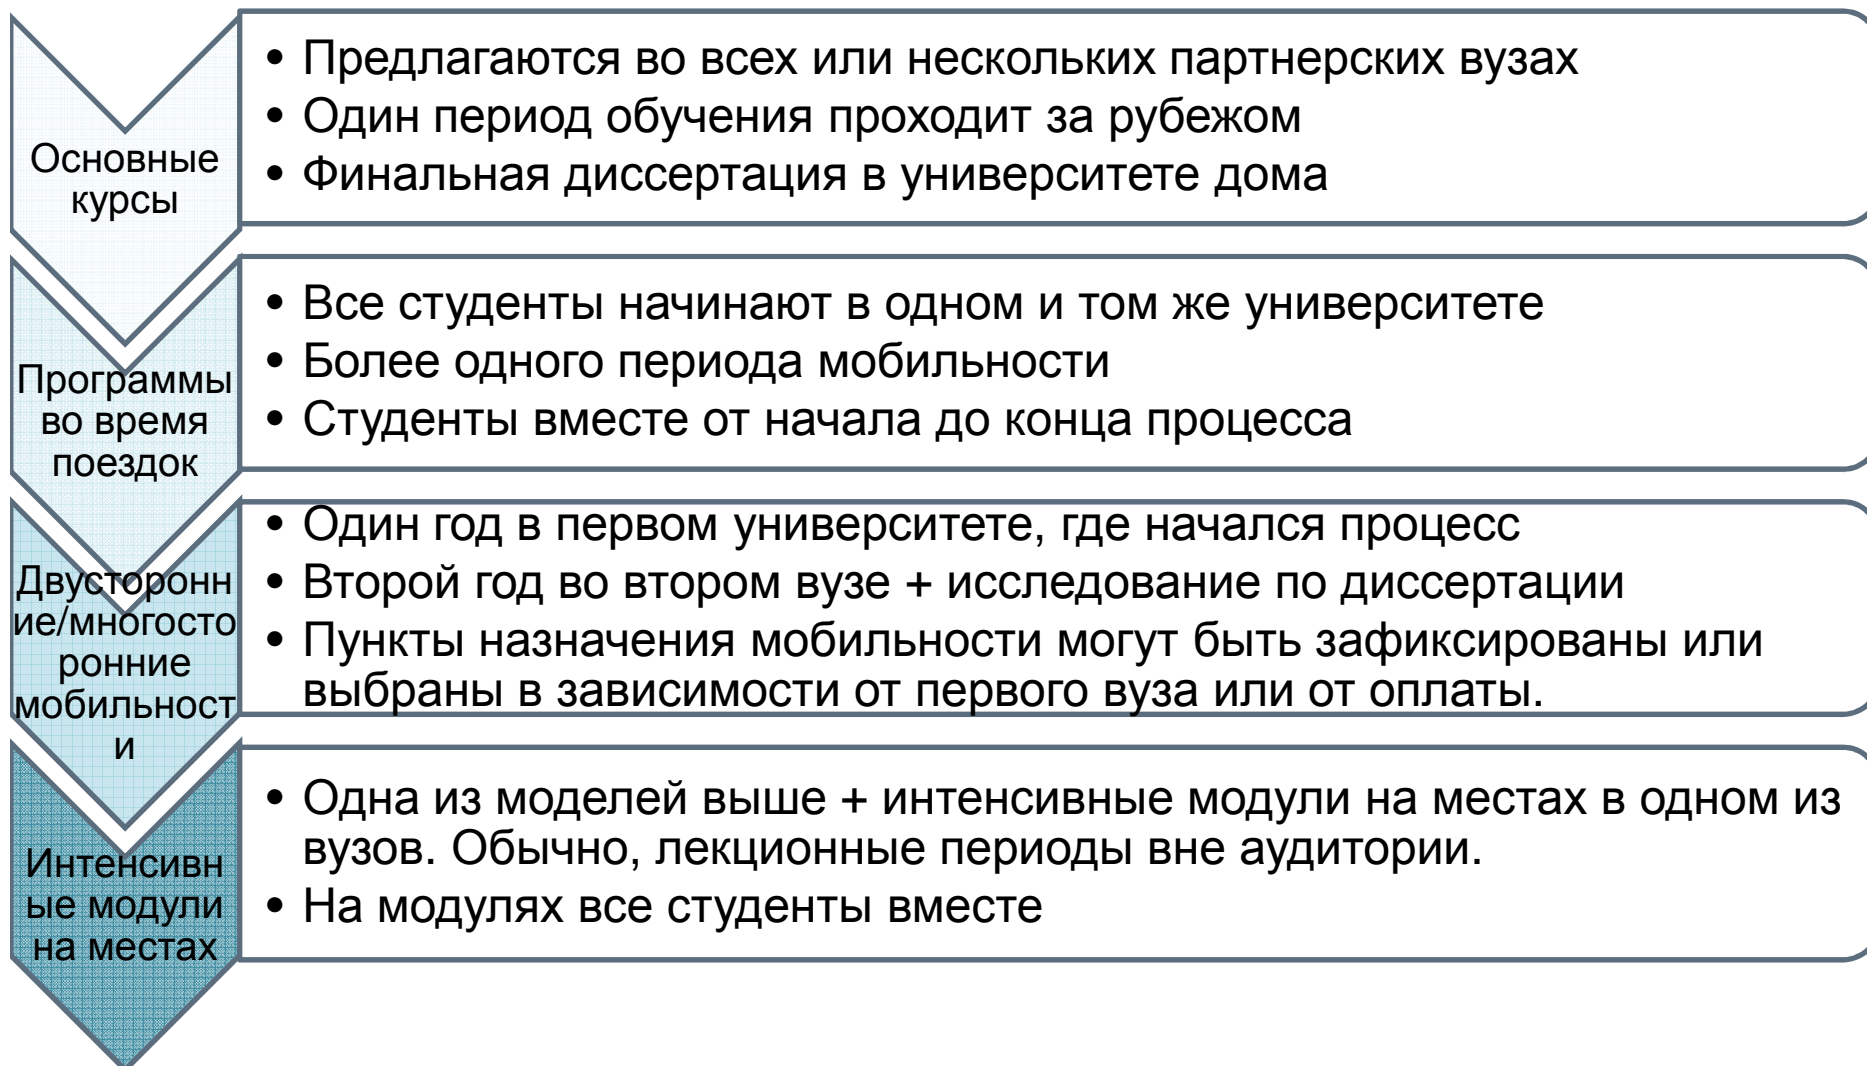 Основные
курсы
• Предлагаются во всех или нескольких партнерских вузах
• Один период обучения проходит за рубежом
• Финальная диссертация в университете дома
Программы
во время
поездок
• Все студенты начинают в одном и том же университете
• Более одного периода мобильности
• Студенты вместе от начала до конца процесса
Двусторонн
ие/многосто
ронние
мобильност
и
• Один год в первом университете, где начался процесс
• Второй год во втором вузе + исследование по диссертации
• Пункты назначения мобильности могут быть зафиксированы или
выбраны в зависимости от первого вуза или от оплаты.
Интенсивн
ые модули
на местах
• Одна из моделей выше + интенсивные модули на местах в одном из
вузов. Обычно, лекционные периоды вне аудитории.
• На модулях все студенты вместе